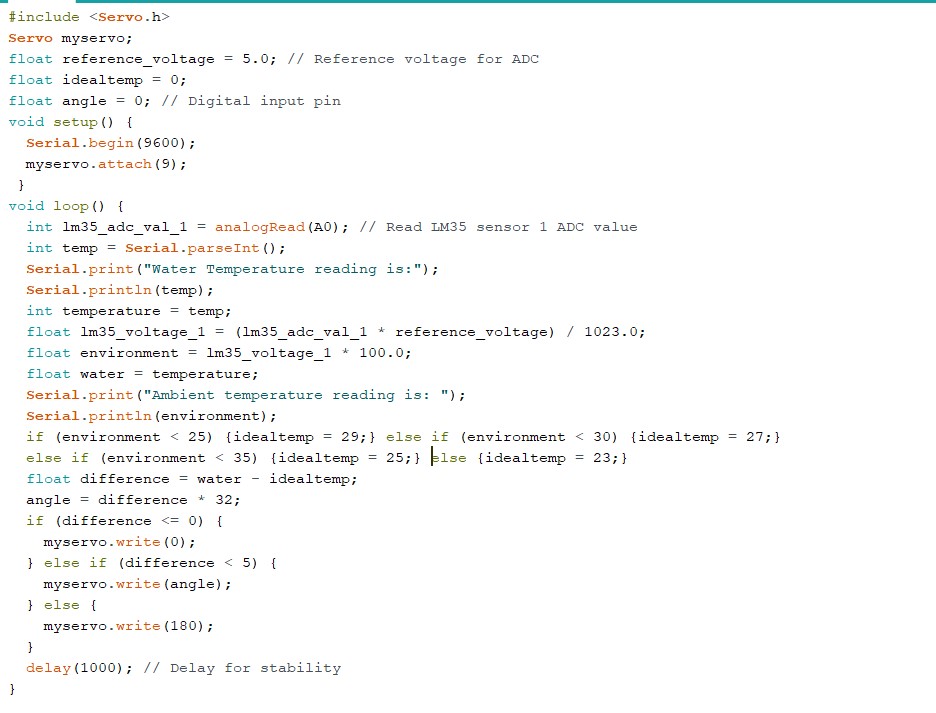 #include <Servo.h>
Servo myservo;
float reference_voltage = 5.0; // Reference voltage for ADC
float idealtemp = 0;
float angle = 0; // Digital input pin
void setup() {
  Serial.begin(9600);
  myservo.attach(9);
 }
void loop() {
  int lm35_adc_val_1 = analogRead(A0); // Read LM35 sensor 1 ADC value
  int temp = Serial.parseInt();
  Serial.print("Water Temperature reading is:");
  Serial.println(temp);
  int temperature = temp;
  float lm35_voltage_1 = (lm35_adc_val_1 * reference_voltage) / 1023.0;
  float environment = lm35_voltage_1 * 100.0;
  float water = temperature;
  Serial.print("Ambient temperature reading is: ");
  Serial.println(environment);
  if (environment < 25) {idealtemp = 29;} else if (environment < 30) {idealtemp = 27;}
  else if (environment < 35) {idealtemp = 25;} else {idealtemp = 23;}
  float difference = water - idealtemp;
  angle = difference * 32;
  if (difference <= 0) {
    myservo.write(0);
  } else if (difference < 5) {
    myservo.write(angle);
  } else {
    myservo.write(180);
  }
  delay(1000); // Delay for stability
}